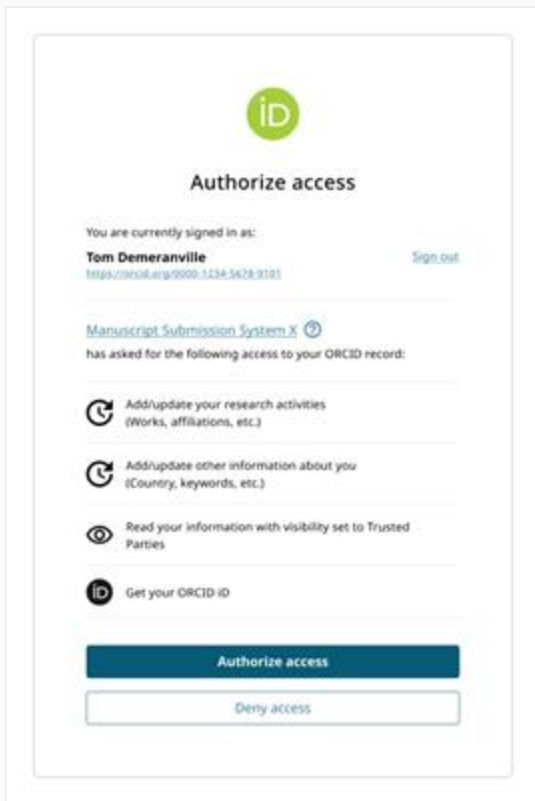 iD
Authorize access
You are currently signed in as:
Tom Demeranville
Sign out
https://orcid.org/0000-1234-5678-9101
Manuscript Submission System X ?
has asked for the following access to your ORCID record:
Add/update your research activities
(Works, affiliations, etc.)
Add/update other information about you
(Country, keywords, etc.)
Read your information with visibility set to Trusted
Parties
iD Get your ORCID iD
Authorize access
Deny access